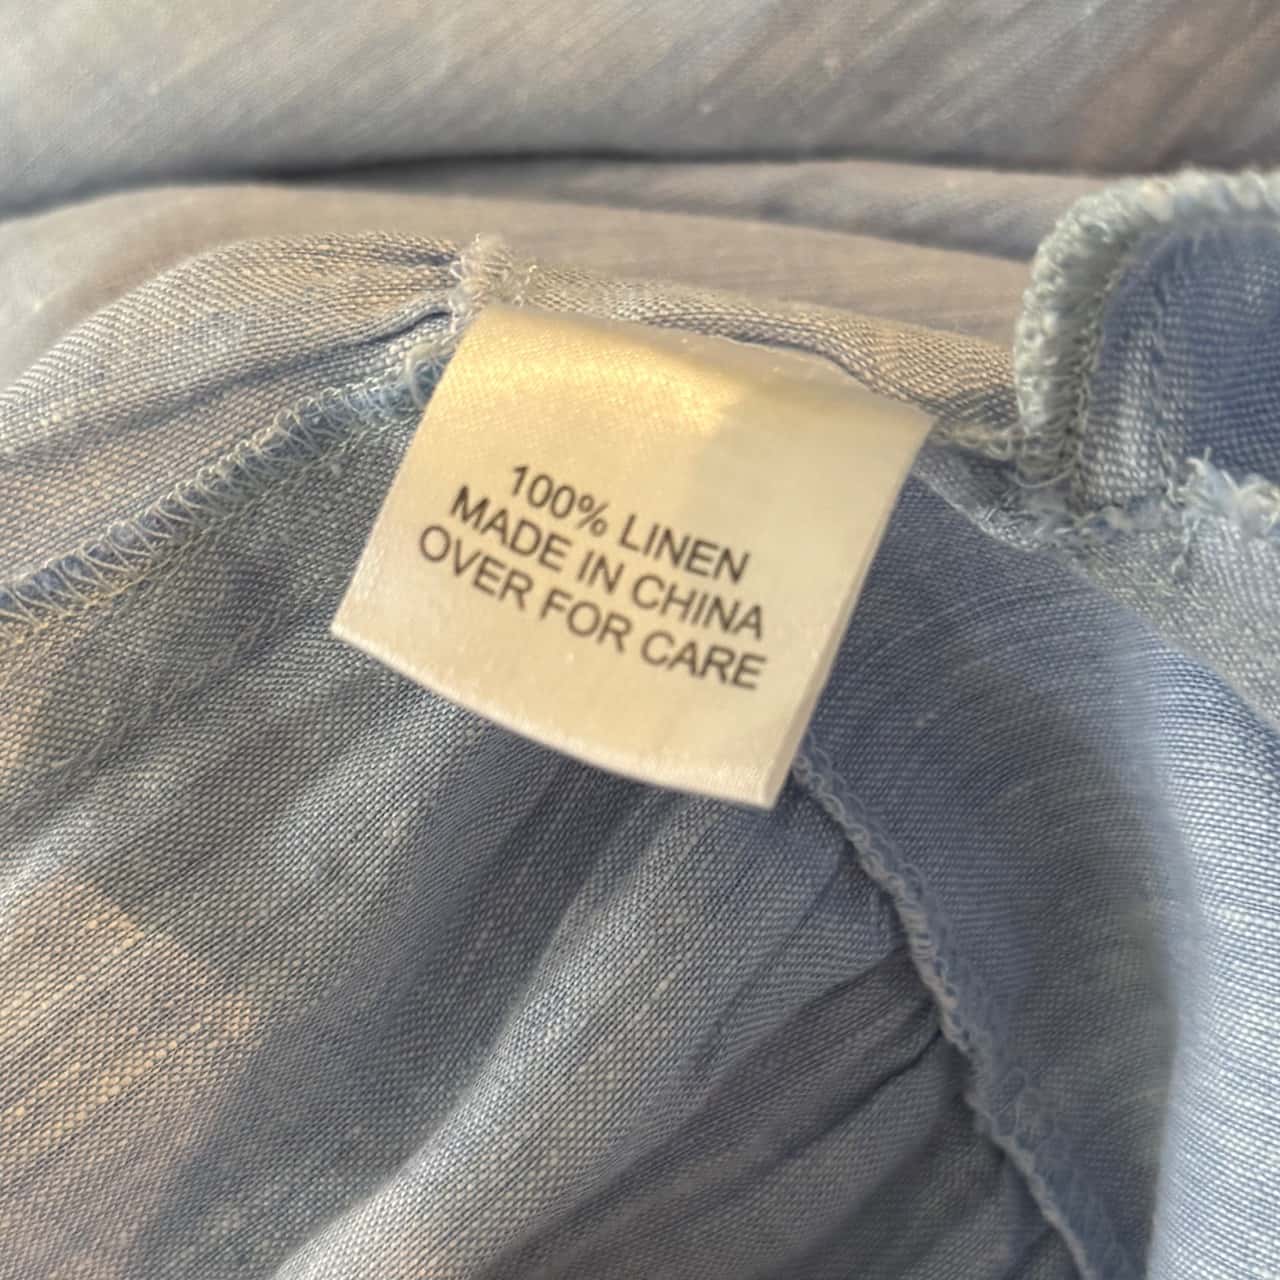 100% LINEN
MADE IN CHINA
OVER FOR CARE